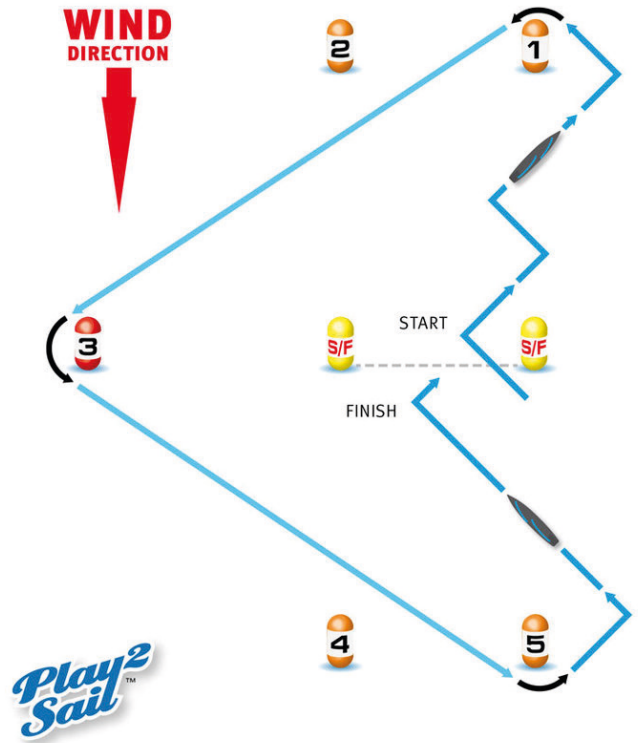 WIND
DIRECTION
2
1
3
START
S/F
S/F
FINISH
4
5
Play2
Sail™